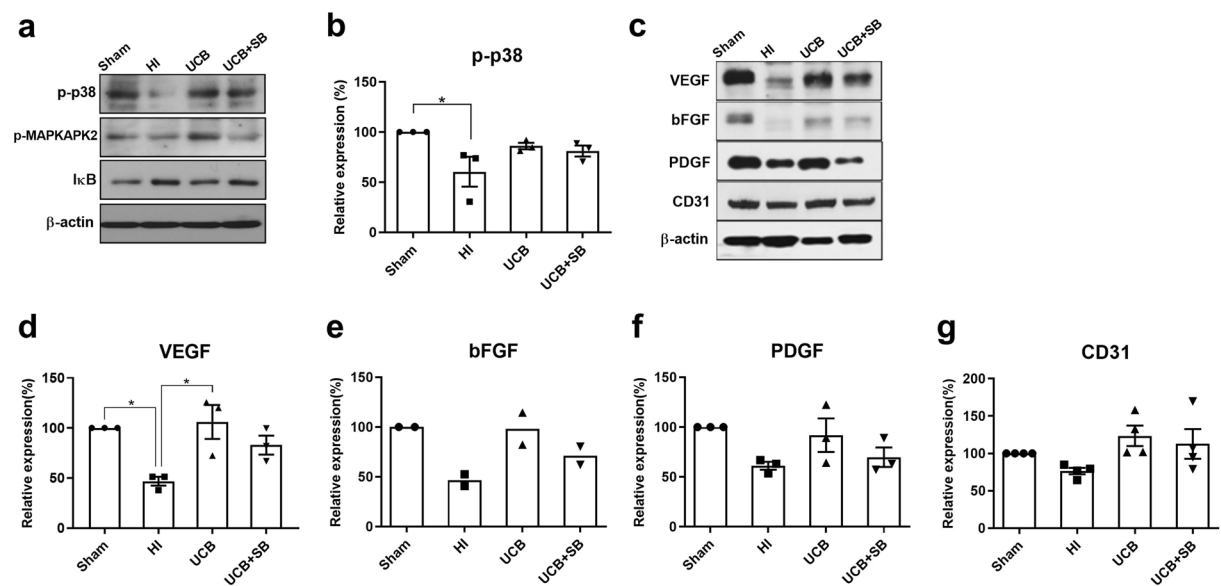 a
Sham HI UCB UCB+SB
p-p38
p-MAPKAPK2
IκB
β-actin
b
p-p38
Relative expression (%)
150
100
50
0
*
Sham HI UCB UCB+SB
c
Sham HI UCB UCB+SB
VEGF
bFGF
PDGF
CD31
β-actin
d
VEGF
Relative expression(%)
150
100
50
0
* *
Sham HI UCB UCB+SB
e
bFGF
Relative expression(%)
150
100
50
0
Sham HI UCB UCB+SB
f
PDGF
Relative expression(%)
150
100
50
0
Sham HI UCB UCB+SB
g
CD31
Relative expression(%)
200
150
100
50
0
Sham HI UCB UCB+SB